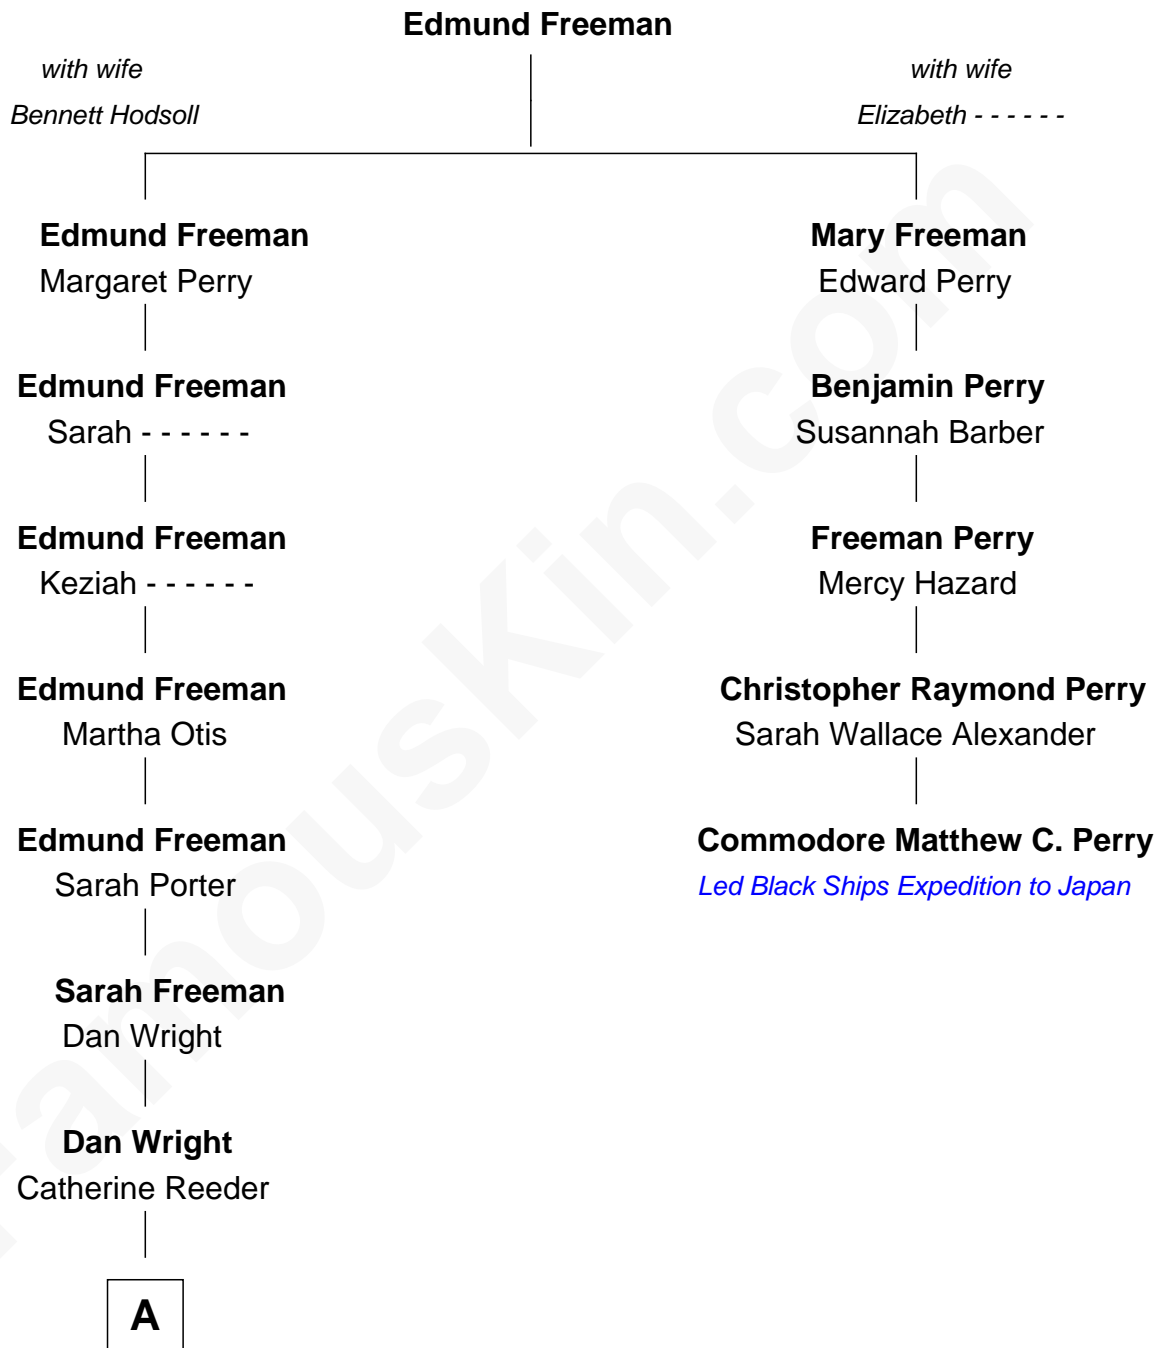 Edmund Freeman
with wife
Bennett Hodsoll
with wife
Elizabeth - - - - - -
Edmund Freeman
Margaret Perry
Edmund Freeman
Sarah - - - - - -
Edmund Freeman
Keziah - - - - - -
Edmund Freeman
Martha Otis
Edmund Freeman
Sarah Porter
Sarah Freeman
Dan Wright
Dan Wright
Catherine Reeder
A
Mary Freeman
Edward Perry
Benjamin Perry
Susannah Barber
Freeman Perry
Mercy Hazard
Christopher Raymond Perry
Sarah Wallace Alexander
Commodore Matthew C. Perry
Led Black Ships Expedition to Japan
FamousKin.com